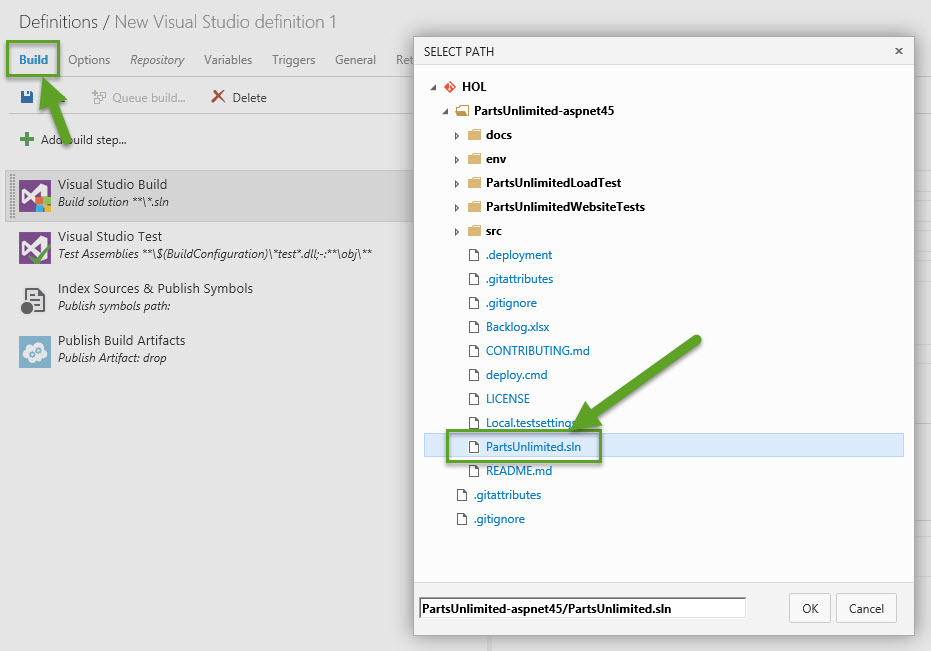 Definitions / New Visual Studio definition 1
Build Options Repository Variables Triggers General Ret
Queue build... Delete
Add build step...
Visual Studio Build
Build solution **\*.sln
Visual Studio Test
Test Assemblies **\$(BuildConfiguration)\*test*.dll;-:**\obj\**
Index Sources & Publish Symbols
Publish symbols path:
Publish Build Artifacts
Publish Artifact: drop
SELECT PATH
HOL
PartsUnlimited-aspnet45
docs
env
PartsUnlimitedLoadTest
PartsUnlimitedWebsiteTests
src
.deployment
.gitattributes
.gitignore
Backlog.xlsx
CONTRIBUTING.md
deploy.cmd
LICENSE
Local.testsettings
PartsUnlimited.sln
README.md
.gitattributes
.gitignore
PartsUnlimited-aspnet45/PartsUnlimited.sln
OK Cancel